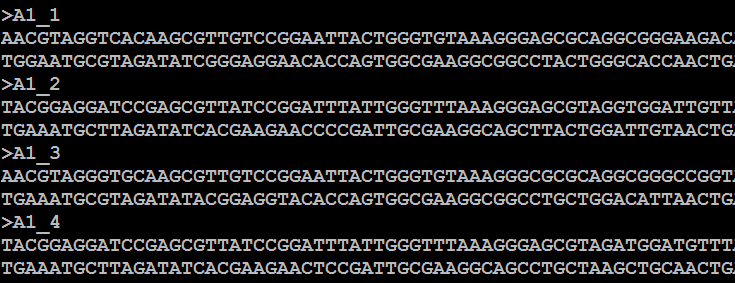 >A1_1
AACGTAGGTCACAAGCGTTGTCCGGAATTACTGGGTGTAAAGGGAGCGCAGGCGGGAAGACA
TGGAATGCGTAGATATCGGGAGGAACACCAGTGGCGAAGGCGGCCTACTGGGCACCAACTGA
>A1_2
TACGGAGGATCCGAGCGTTATCCGGATTTATTGGGTTTAAAGGGAGCGTAGGTGGATTGTTA
TGAAATGCTTAGATATCACGAAGAACCCCGATTGCGAAGGCAGCTTACTGGATTGTAACTGA
>A1_3
AACGTAGGGTGCAAGCGTTGTCCGGAATTACTGGGTGTAAAGGGCGCGCAGGCGGGCCGGTA
TGAAATGCGTAGATATACGGAGGTACACCAGTGGCGAAGGCGGCCTGCTGGACATTAACTGA
>A1_4
TACGGAGGATCCGAGCGTTATCCGGATTTATTGGGTTTAAAGGGAGCGTAGATGGATGTTTA
TGAAATGCTTAGATATCACGAAGAACTCCGATTGCGAAGGCAGCCTGCTAAGCTGCAACTGA